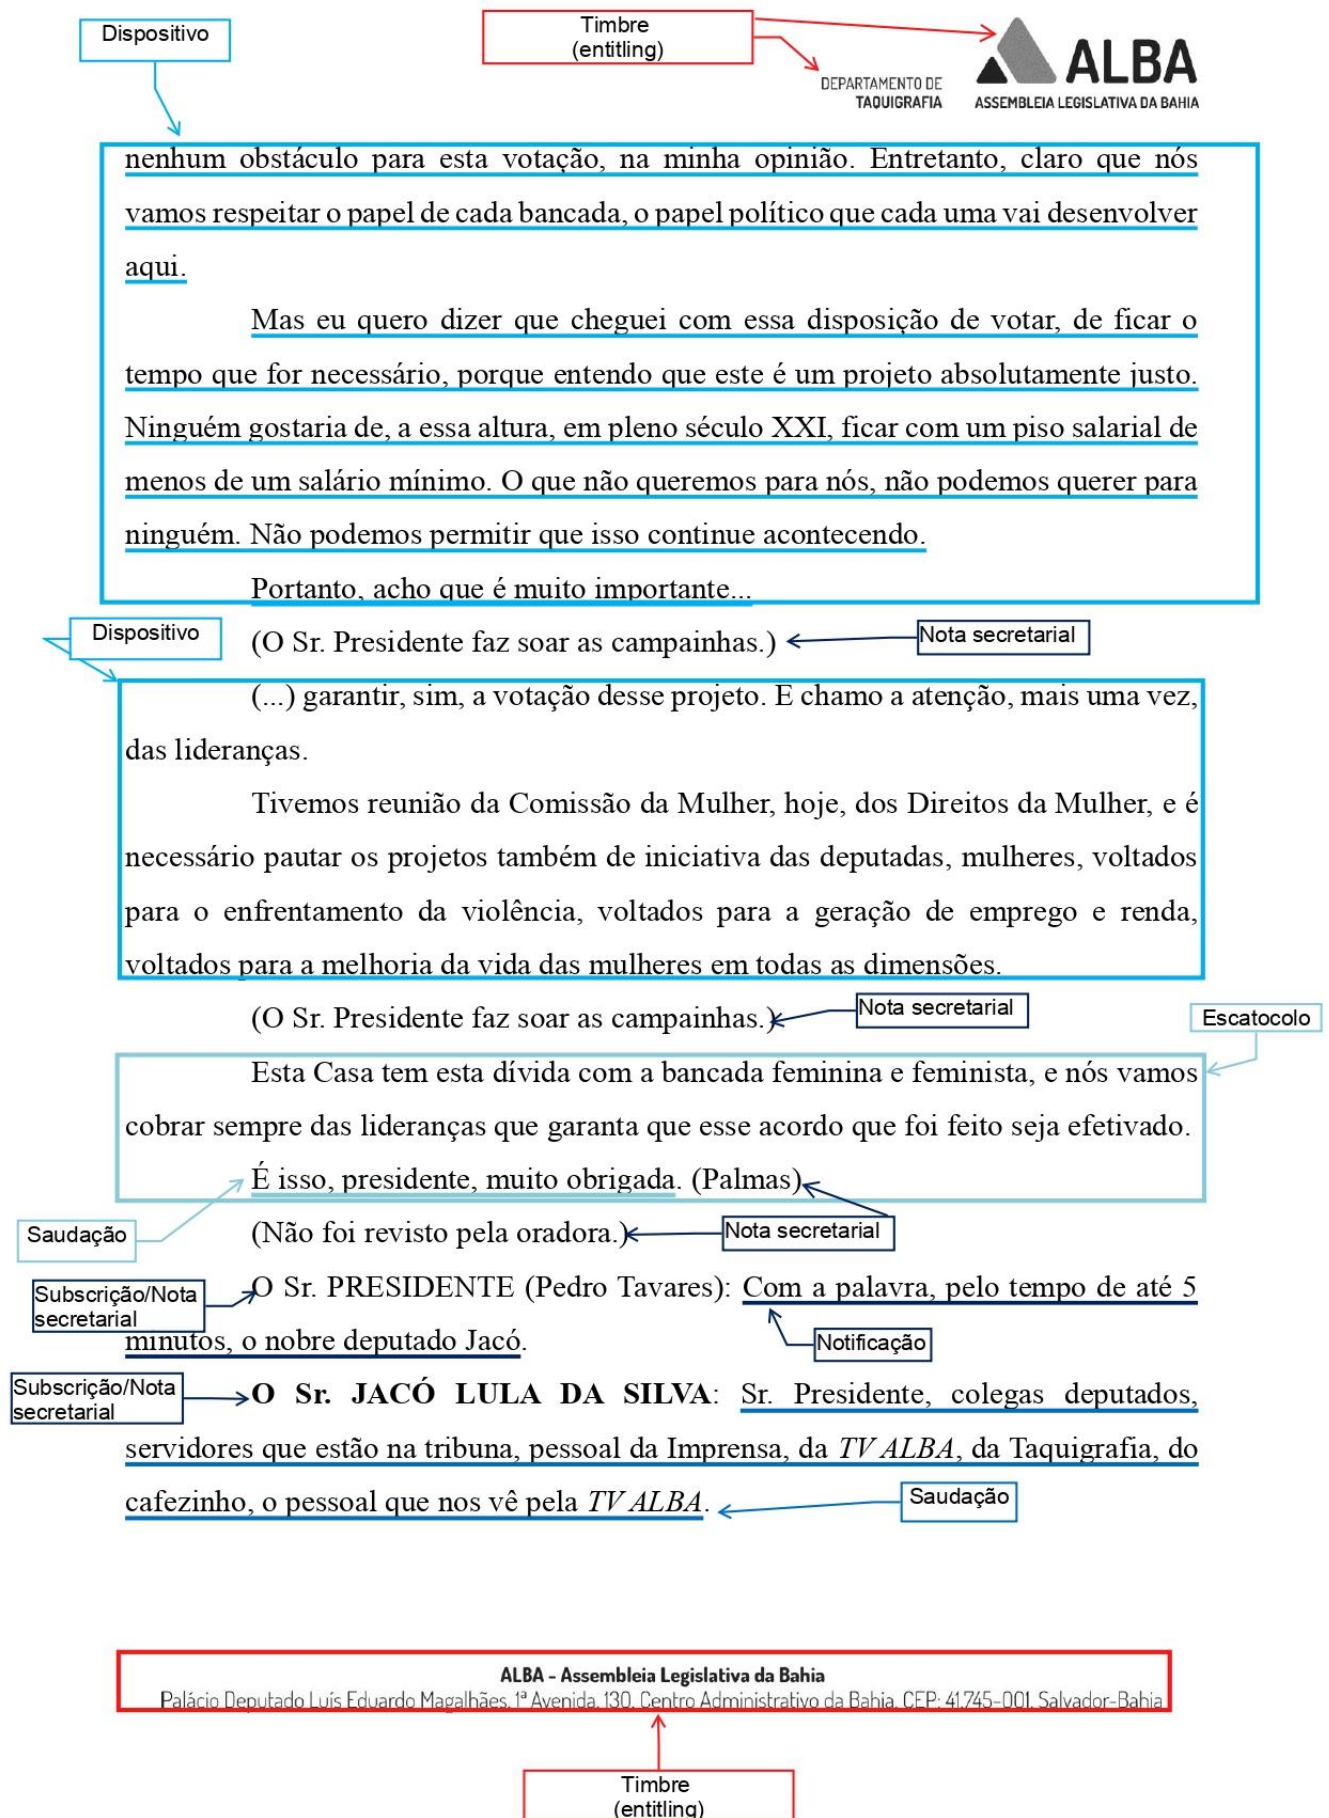 Dispositivo
Timbre
(entitling)
DEPARTAMENTO DE
TAQUIGRAFIA
ALBA
ASSEMBLEIA LEGISLATIVA DA BAHIA
nenhum obstáculo para esta votação, na minha opinião. Entretanto, claro que nós
vamos respeitar o papel de cada bancada, o papel político que cada uma vai desenvolver
aqui.
Mas eu quero dizer que cheguei com essa disposição de votar, de ficar o
tempo que for necessário, porque entendo que este é um projeto absolutamente justo.
Ninguém gostaria de, a essa altura, em pleno século XXI, ficar com um piso salarial de
menos de um salário mínimo. O que não queremos para nós, não podemos querer para
ninguém. Não podemos permitir que isso continue acontecendo.
Portanto, acho que é muito importante...
Dispositivo
(O Sr. Presidente faz soar as campainhas.)
Nota secretarial
(...) garantir, sim, a votação desse projeto. E chamo a atenção, mais uma vez,
das lideranças.
Tivemos reunião da Comissão da Mulher, hoje, dos Direitos da Mulher, e é
necessário pautar os projetos também de iniciativa das deputadas, mulheres, voltados
para o enfrentamento da violência, voltados para a geração de emprego e renda,
voltados para a melhoria da vida das mulheres em todas as dimensões.
(O Sr. Presidente faz soar as campainhas.)
Nota secretarial
Escatocolo
Esta Casa tem esta dívida com a bancada feminina e feminista, e nós vamos
cobrar sempre das lideranças que garanta que esse acordo que foi feito seja efetivado.
É isso, presidente, muito obrigada. (Palmas)
Saudação
(Não foi revisto pela oradora.)
Nota secretarial
Subscrição/Nota
secretarial
O Sr. PRESIDENTE (Pedro Tavares): Com a palavra, pelo tempo de até 5
minutos, o nobre deputado Jacó.
Notificação
Subscrição/Nota
secretarial
O Sr. JACÓ LULA DA SILVA: Sr. Presidente, colegas deputados,
servidores que estão na tribuna, pessoal da Imprensa, da TV ALBA, da Taquigrafia, do
cafezinho, o pessoal que nos vê pela TV ALBA.
Saudação
ALBA - Assembleia Legislativa da Bahia
Palácio Deputado Luís Eduardo Magalhães, 1ª Avenida, 130, Centro Administrativo da Bahia, CEP: 41.745-001, Salvador-Bahia
Timbre
(entitling)